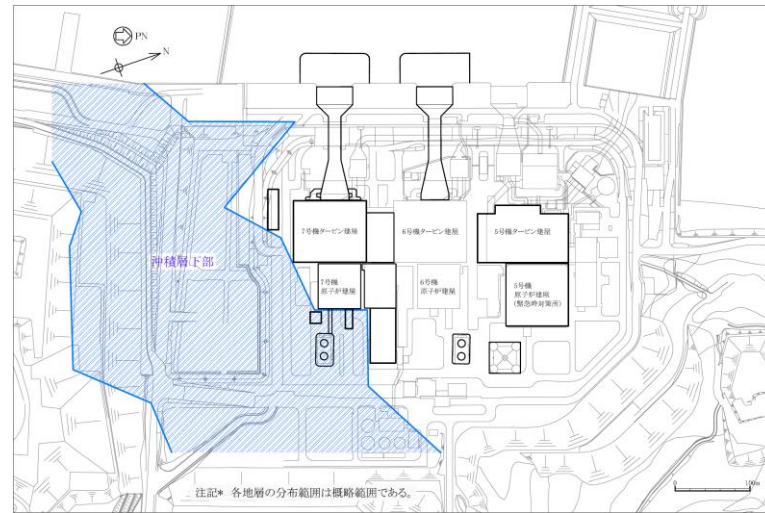 PN
N
7号機タービン建屋
6号機タービン建屋
5号機タービン建屋
沖積層下部
7号機
原子炉建屋
6号機
原子炉建屋
5号機
原子炉建屋
(緊急時対策所)
注記* 各地層の分布範囲は概略範囲である。
0
100m